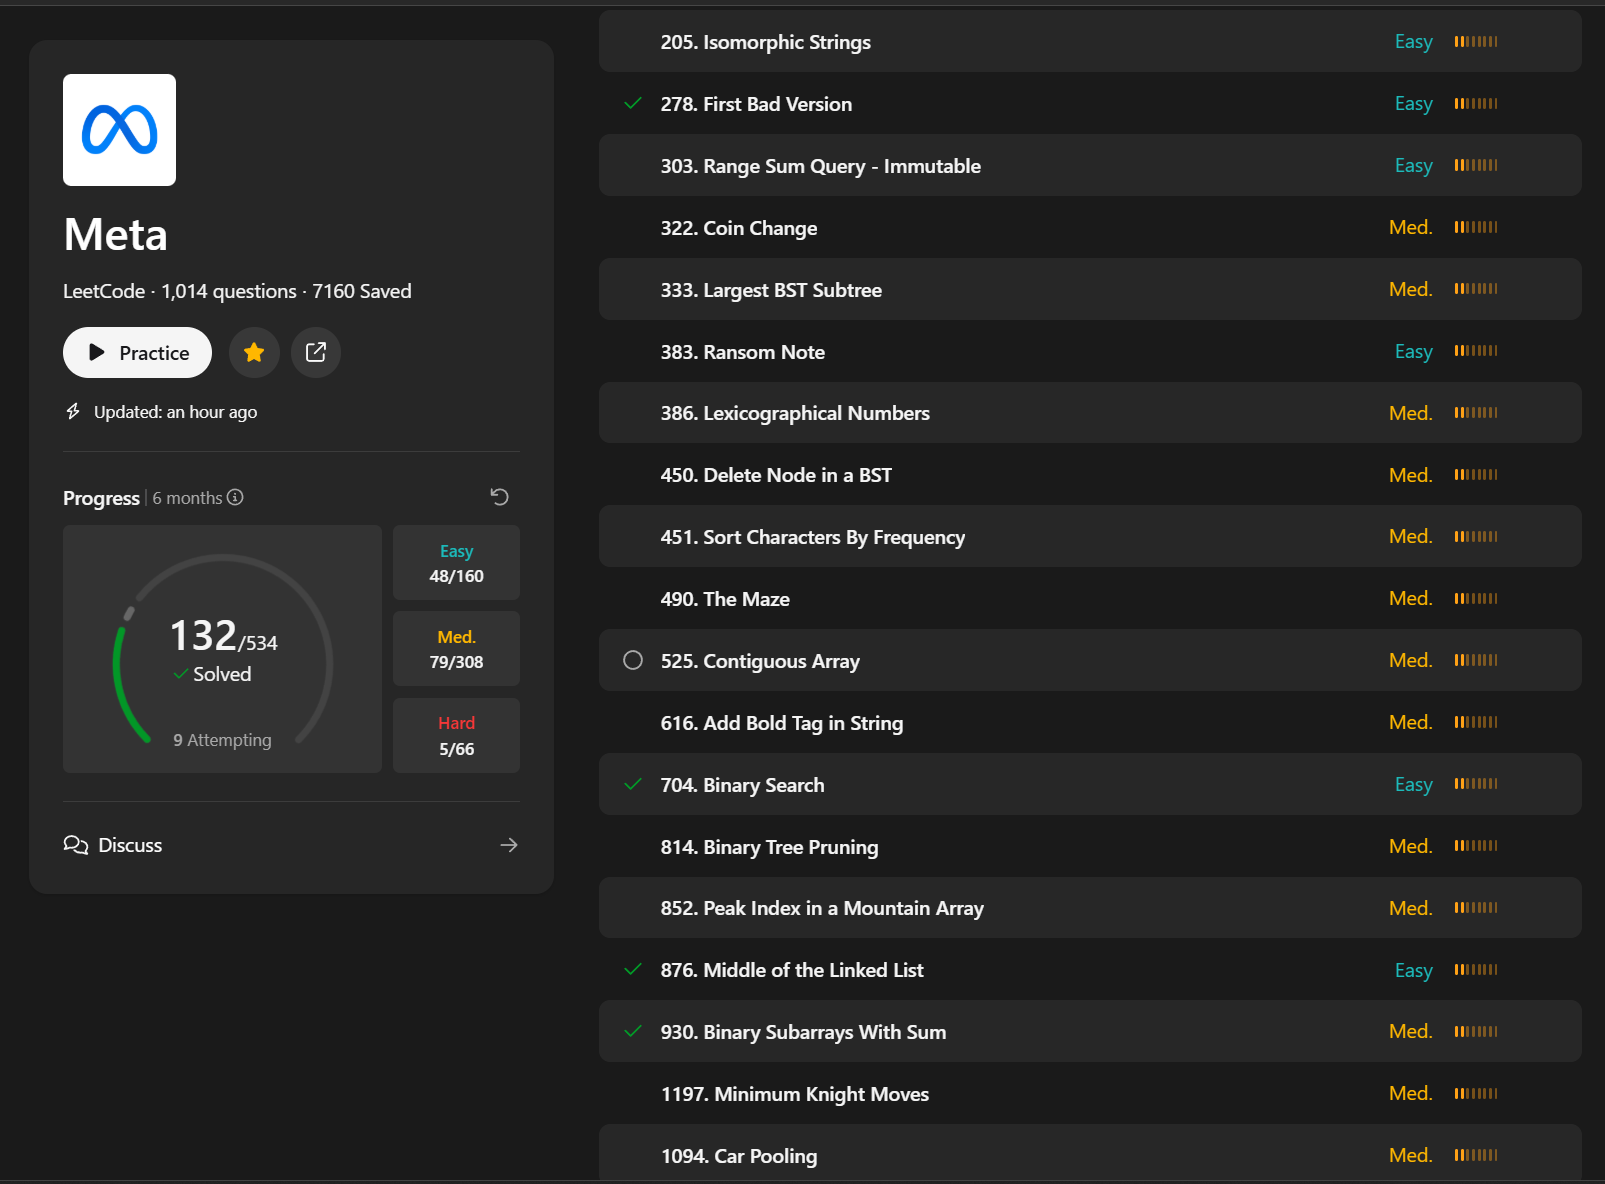 Meta
LeetCode · 1,014 questions · 7160 Saved
Practice
Updated: an hour ago
Progress | 6 months
132/534
Solved
9 Attempting
Easy
48/160
Med.
79/308
Hard
5/66
Discuss
205. Isomorphic Strings Easy
278. First Bad Version Easy
303. Range Sum Query - Immutable Easy
322. Coin Change Med.
333. Largest BST Subtree Med.
383. Ransom Note Easy
386. Lexicographical Numbers Med.
450. Delete Node in a BST Med.
451. Sort Characters By Frequency Med.
490. The Maze Med.
525. Contiguous Array Med.
616. Add Bold Tag in String Med.
704. Binary Search Easy
814. Binary Tree Pruning Med.
852. Peak Index in a Mountain Array Med.
876. Middle of the Linked List Easy
930. Binary Subarrays With Sum Med.
1197. Minimum Knight Moves Med.
1094. Car Pooling Med.